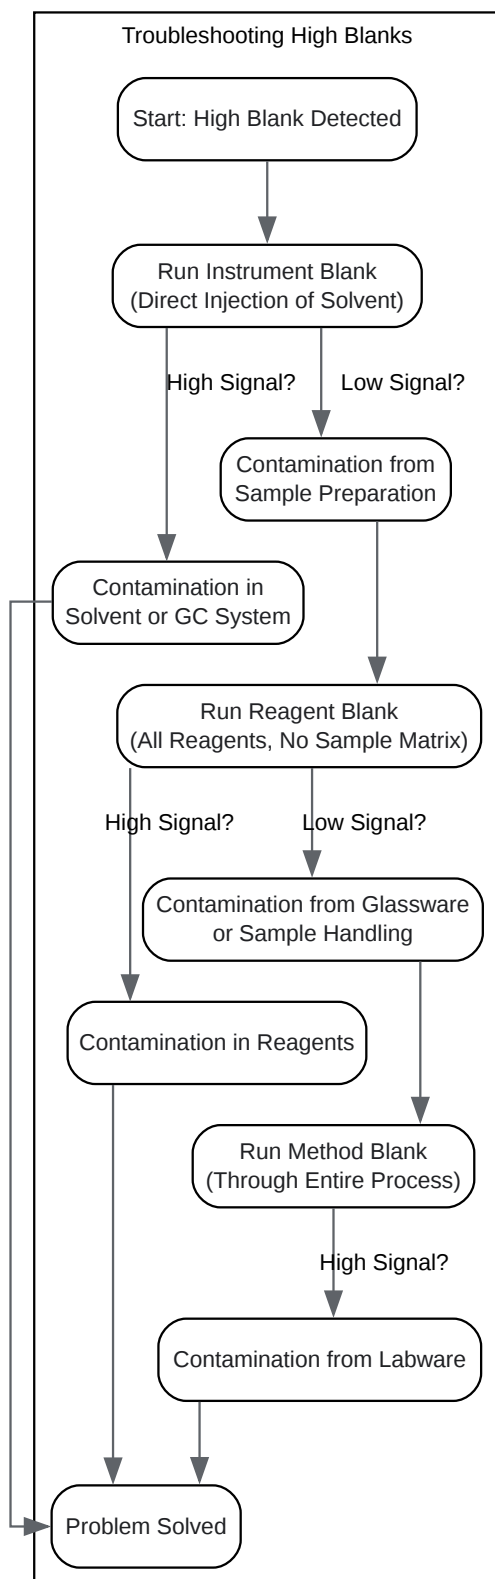 Troubleshooting High Blanks
Start: High Blank Detected
Run Instrument Blank
(Direct Injection of Solvent)
High Signal?
Low Signal?
Contamination from
Sample Preparation
Contamination in
Solvent or GC System
Run Reagent Blank
(All Reagents, No Sample Matrix)
High Signal?
Low Signal?
Contamination from Glassware
or Sample Handling
Contamination in Reagents
Run Method Blank
(Through Entire Process)
High Signal?
Contamination from Labware
Problem Solved